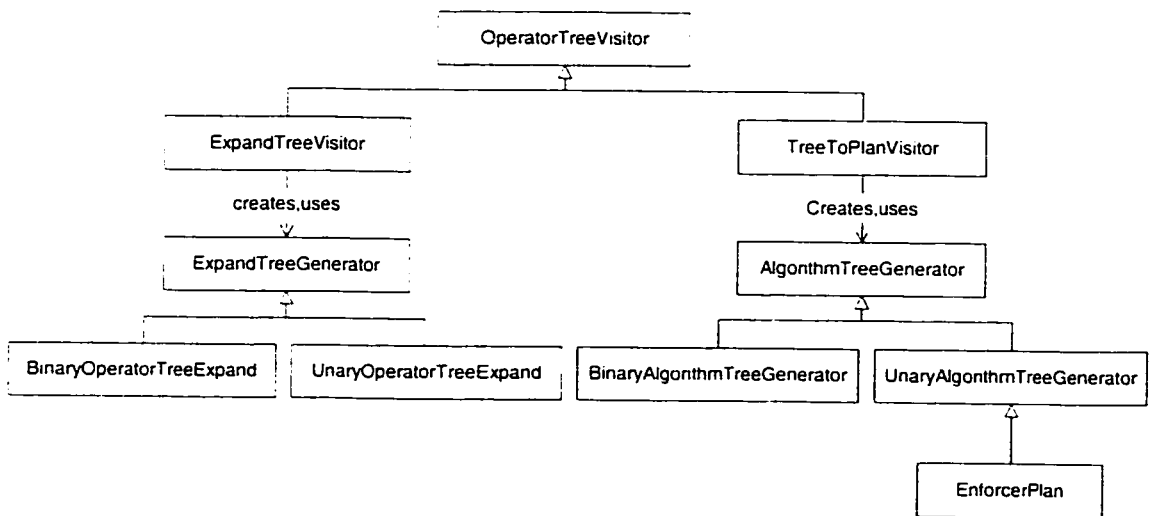 OperatorTreeVisitor
ExpandTreeVisitor
TreeToPlanVisitor
creates,uses
Creates,uses
ExpandTreeGenerator
AlgorithmTreeGenerator
BinaryOperatorTreeExpand
UnaryOperatorTreeExpand
BinaryAlgorithmTreeGenerator
UnaryAlgorithmTreeGenerator
EnforcerPlan